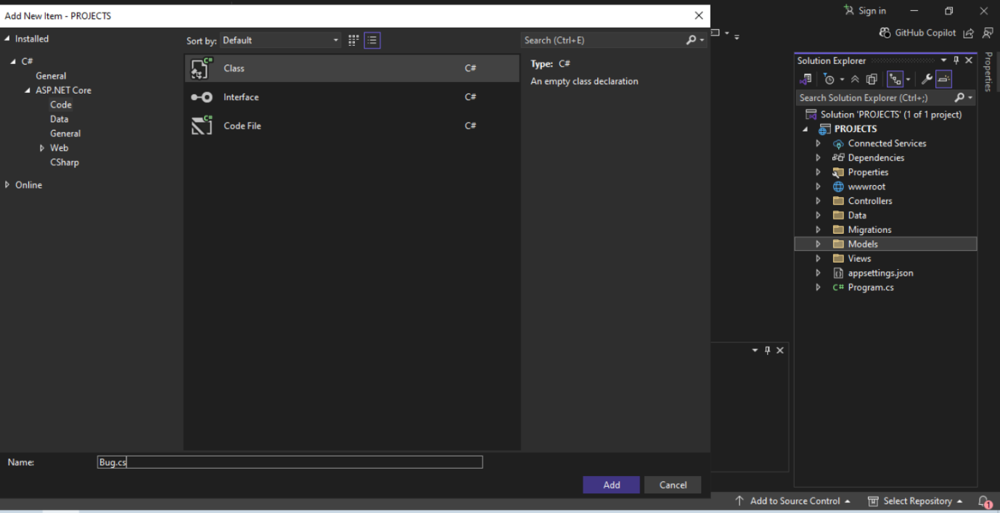 Add New Item - PROJECTS
Installed
C#
General
ASP.NET Core
Code
Data
General
Web
CSharp
Online
Sort by: Default
Search (Ctrl+E)
Class C#
Interface C#
Code File C#
Type: C#
An empty class declaration
Name: Bug.cs
Add Cancel
Sign in
GitHub Copilot
Solution Explorer
Search Solution Explorer (Ctrl+;)
Solution 'PROJECTS' (1 of 1 project)
PROJECTS
Connected Services
Dependencies
Properties
wwwroot
Controllers
Data
Migrations
Models
Views
appsettings.json
C# Program.cs
Properties
Add to Source Control Select Repository 1